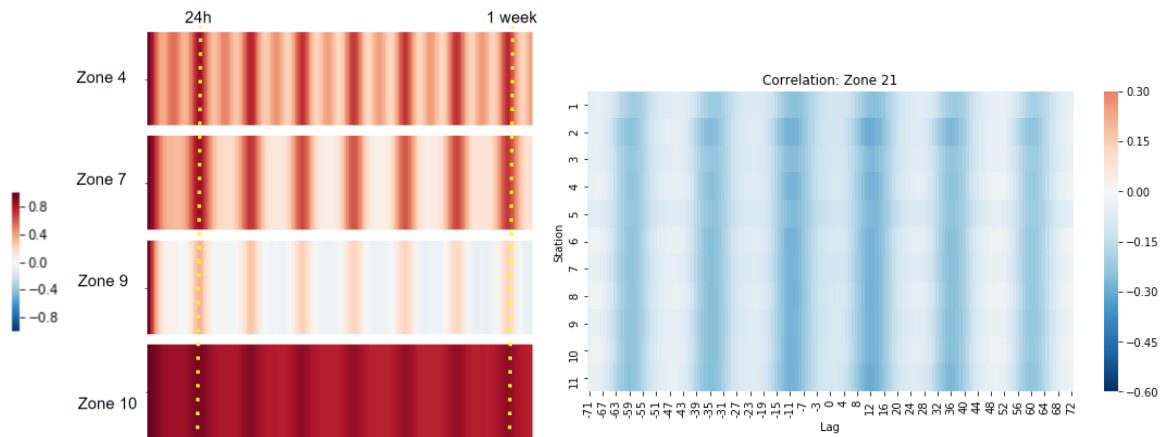 24h
1 week
Zone 4
Zone 7
Zone 9
Zone 10
0.8
0.4
0.0
−0.4
−0.8
Correlation: Zone 21
Station
1
2
3
4
5
6
7
8
9
10
11
-71 -67 -63 -59 -55 -51 -47 -43 -39 -35 -31 -27 -23 -19 -15 -11 -7 -3 0 4 8 12 16 20 24 28 32 36 40 44 48 52 56 60 64 68 72
Lag
0.30
0.15
0.00
−0.15
−0.30
−0.45
−0.60